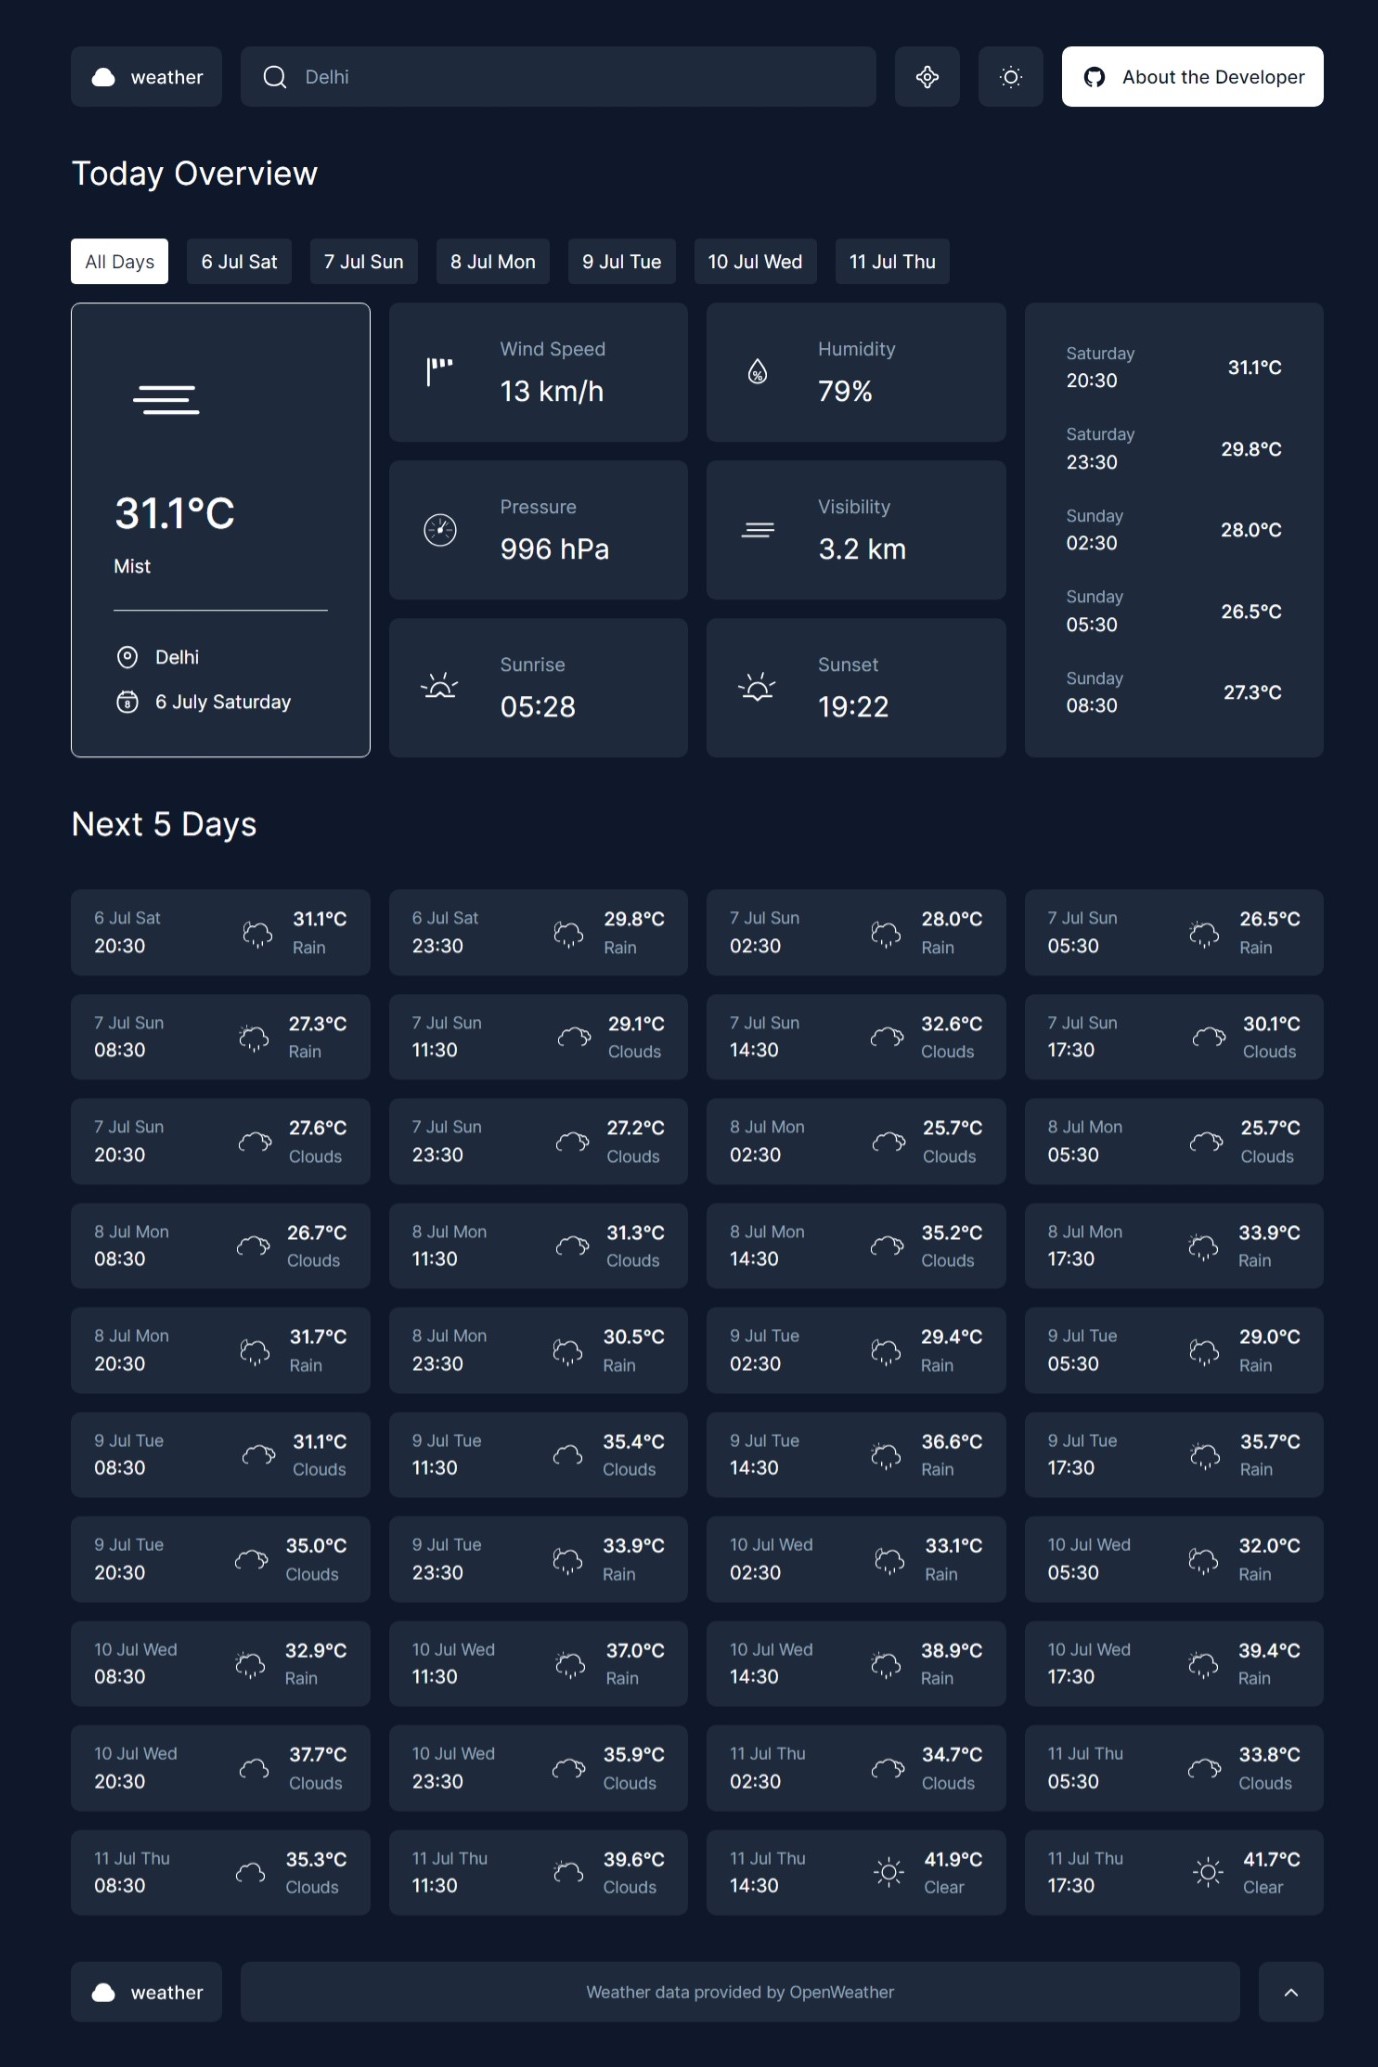 weather
Delhi
About the Developer
Today Overview
All Days
6 Jul Sat
7 Jul Sun
8 Jul Mon
9 Jul Tue
10 Jul Wed
11 Jul Thu
31.1°C
Mist
Delhi
8
6 July Saturday
Wind Speed
13 km/h
Humidity
%
79%
Pressure
996 hPa
Visibility
3.2 km
Sunrise
05:28
Sunset
19:22
Saturday
20:30
31.1°C
Saturday
23:30
29.8°C
Sunday
02:30
28.0°C
Sunday
05:30
26.5°C
Sunday
08:30
27.3°C
Next 5 Days
6 Jul Sat
20:30
31.1°C
Rain
6 Jul Sat
23:30
29.8°C
Rain
7 Jul Sun
02:30
28.0°C
Rain
7 Jul Sun
05:30
26.5°C
Rain
7 Jul Sun
08:30
27.3°C
Rain
7 Jul Sun
11:30
29.1°C
Clouds
7 Jul Sun
14:30
32.6°C
Clouds
7 Jul Sun
17:30
30.1°C
Clouds
7 Jul Sun
20:30
27.6°C
Clouds
7 Jul Sun
23:30
27.2°C
Clouds
8 Jul Mon
02:30
25.7°C
Clouds
8 Jul Mon
05:30
25.7°C
Clouds
8 Jul Mon
08:30
26.7°C
Clouds
8 Jul Mon
11:30
31.3°C
Clouds
8 Jul Mon
14:30
35.2°C
Clouds
8 Jul Mon
17:30
33.9°C
Rain
8 Jul Mon
20:30
31.7°C
Rain
8 Jul Mon
23:30
30.5°C
Rain
9 Jul Tue
02:30
29.4°C
Rain
9 Jul Tue
05:30
29.0°C
Rain
9 Jul Tue
08:30
31.1°C
Clouds
9 Jul Tue
11:30
35.4°C
Clouds
9 Jul Tue
14:30
36.6°C
Rain
9 Jul Tue
17:30
35.7°C
Rain
9 Jul Tue
20:30
35.0°C
Clouds
9 Jul Tue
23:30
33.9°C
Rain
10 Jul Wed
02:30
33.1°C
Rain
10 Jul Wed
05:30
32.0°C
Rain
10 Jul Wed
08:30
32.9°C
Rain
10 Jul Wed
11:30
37.0°C
Rain
10 Jul Wed
14:30
38.9°C
Rain
10 Jul Wed
17:30
39.4°C
Rain
10 Jul Wed
20:30
37.7°C
Clouds
10 Jul Wed
23:30
35.9°C
Clouds
11 Jul Thu
02:30
34.7°C
Clouds
11 Jul Thu
05:30
33.8°C
Clouds
11 Jul Thu
08:30
35.3°C
Clouds
11 Jul Thu
11:30
39.6°C
Clouds
11 Jul Thu
14:30
41.9°C
Clear
11 Jul Thu
17:30
41.7°C
Clear
weather
Weather data provided by OpenWeather